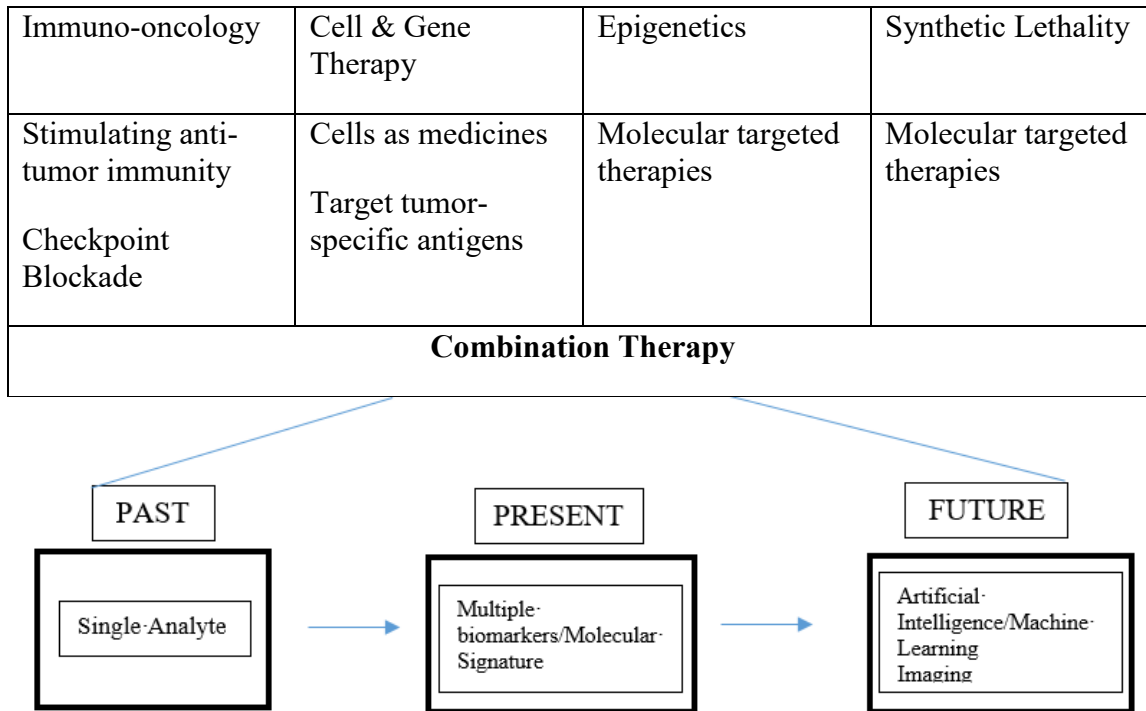 Immuno-oncology
Cell & Gene
Therapy
Epigenetics
Synthetic Lethality
Stimulating anti-
tumor immunity
Checkpoint
Blockade
Cells as medicines
Target tumor-
specific antigens
Molecular targeted
therapies
Molecular targeted
therapies
Combination Therapy
PAST
PRESENT
FUTURE
Single·Analyte
Multiple·
biomarkers/Molecular·
Signature
Artificial·
Intelligence/Machine·
Learning
Imaging